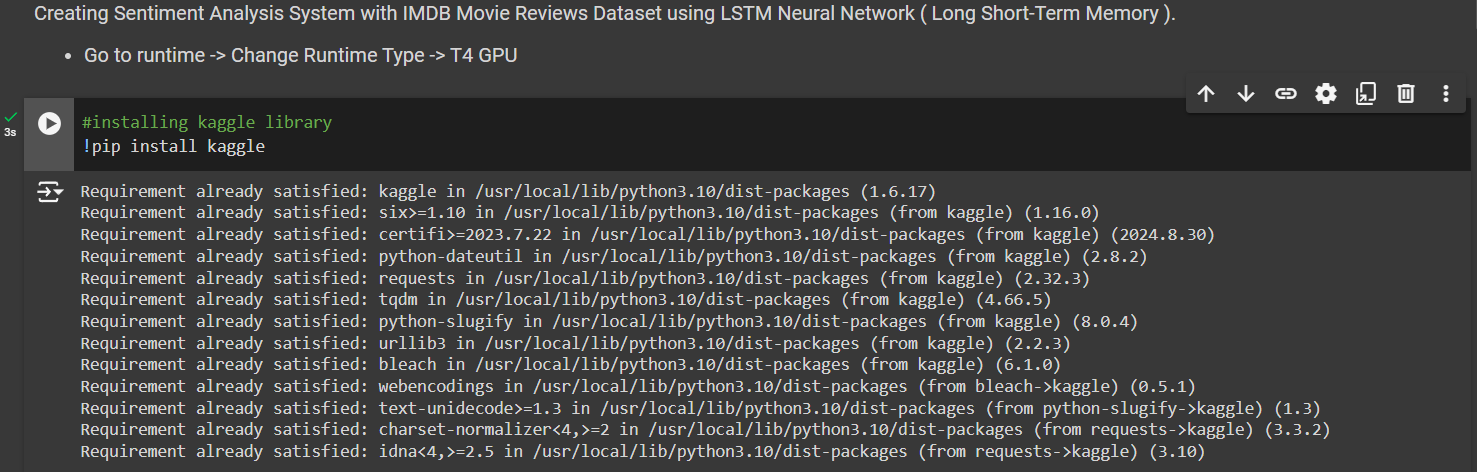 Creating Sentiment Analysis System with IMDB Movie Reviews Dataset using LSTM Neural Network ( Long Short-Term Memory ).
• Go to runtime -> Change Runtime Type -> T4 GPU
3s
#installing kaggle library
!pip install kaggle
Requirement already satisfied: kaggle in /usr/local/lib/python3.10/dist-packages (1.6.17)
Requirement already satisfied: six>=1.10 in /usr/local/lib/python3.10/dist-packages (from kaggle) (1.16.0)
Requirement already satisfied: certifi>=2023.7.22 in /usr/local/lib/python3.10/dist-packages (from kaggle) (2024.8.30)
Requirement already satisfied: python-dateutil in /usr/local/lib/python3.10/dist-packages (from kaggle) (2.8.2)
Requirement already satisfied: requests in /usr/local/lib/python3.10/dist-packages (from kaggle) (2.32.3)
Requirement already satisfied: tqdm in /usr/local/lib/python3.10/dist-packages (from kaggle) (4.66.5)
Requirement already satisfied: python-slugify in /usr/local/lib/python3.10/dist-packages (from kaggle) (8.0.4)
Requirement already satisfied: urllib3 in /usr/local/lib/python3.10/dist-packages (from kaggle) (2.2.3)
Requirement already satisfied: bleach in /usr/local/lib/python3.10/dist-packages (from kaggle) (6.1.0)
Requirement already satisfied: webencodings in /usr/local/lib/python3.10/dist-packages (from bleach->kaggle) (0.5.1)
Requirement already satisfied: text-unidecode>=1.3 in /usr/local/lib/python3.10/dist-packages (from python-slugify->kaggle) (1.3)
Requirement already satisfied: charset-normalizer<4,>=2 in /usr/local/lib/python3.10/dist-packages (from requests->kaggle) (3.3.2)
Requirement already satisfied: idna<4,>=2.5 in /usr/local/lib/python3.10/dist-packages (from requests->kaggle) (3.10)